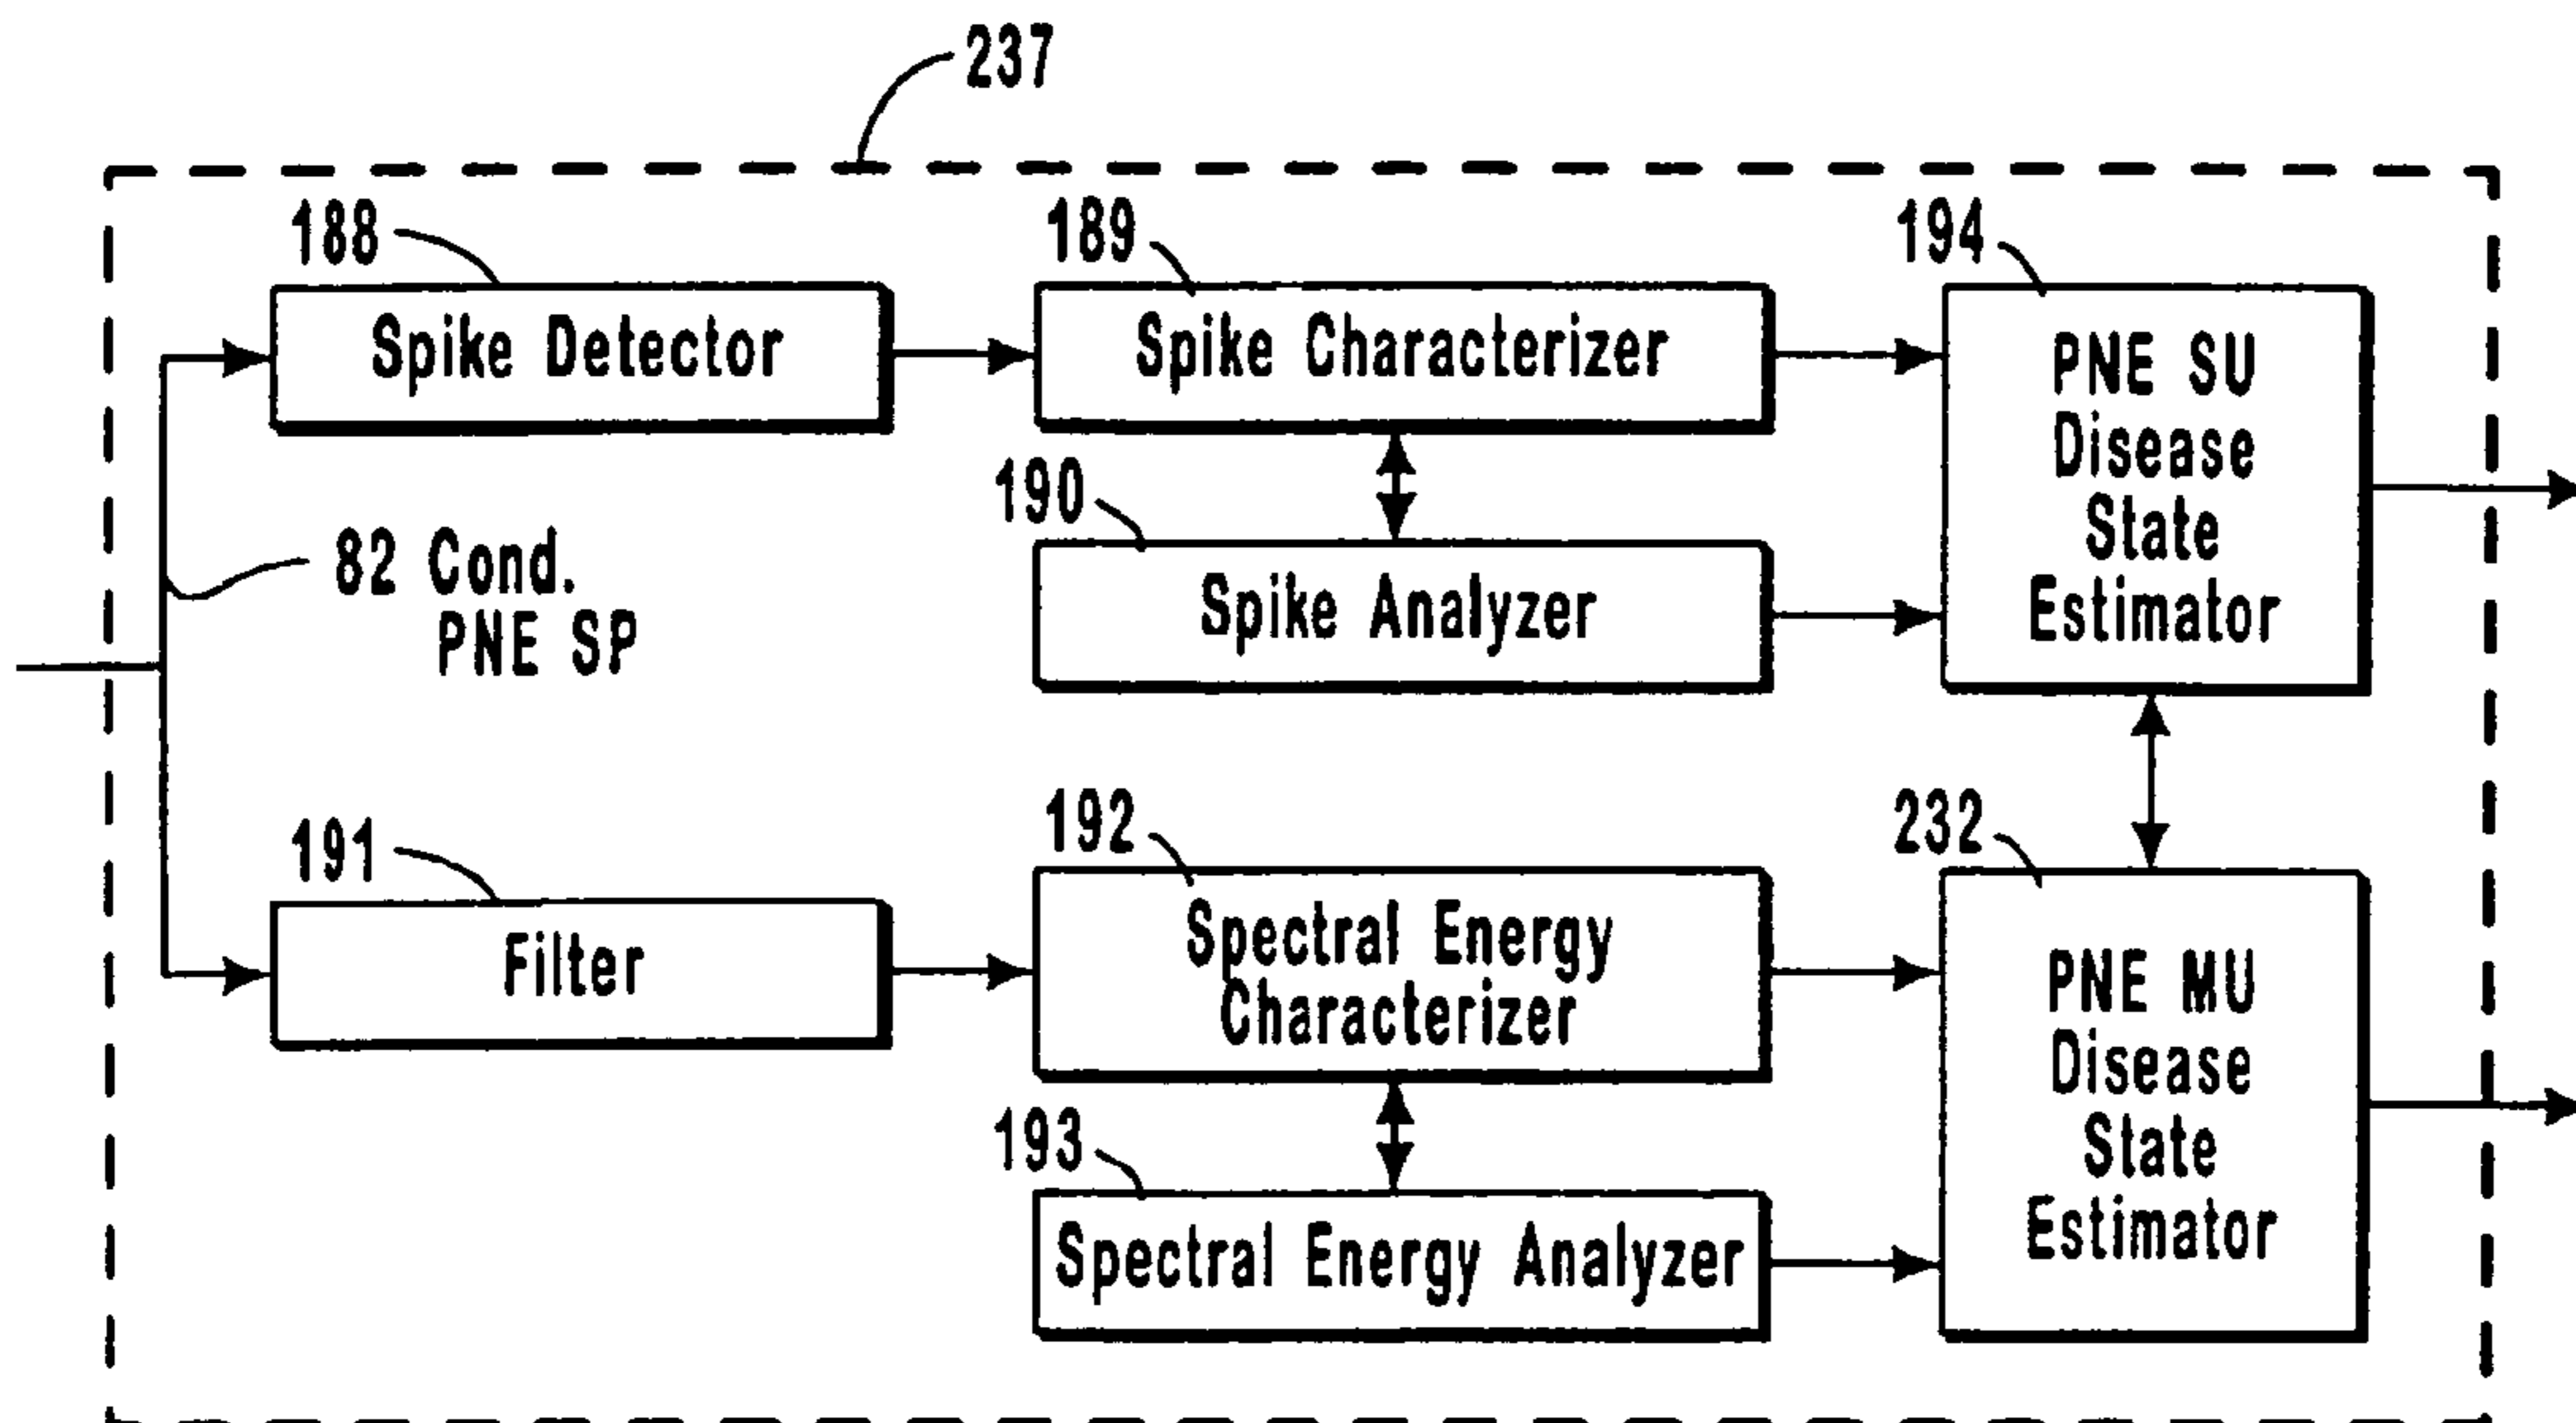 237
188
Spike Detector
189
Spike Characterizer
194
PNE SU
Disease
State
Estimator
190
Spike Analyzer
82 Cond.
PNE SP
191
Filter
192
Spectral Energy
Characterizer
232
PNE MU
Disease
State
Estimator
193
Spectral Energy Analyzer